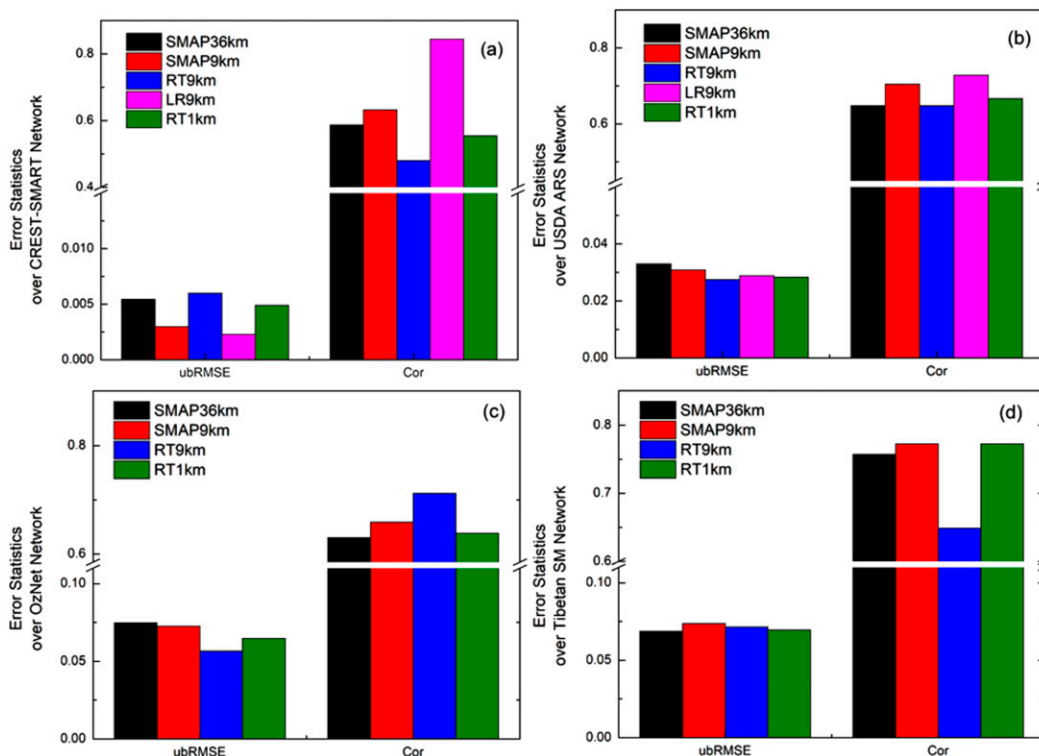 (a)
SMAP36km
SMAP9km
RT9km
LR9km
RT1km
0.8
0.6
0.4
0.010
0.005
0.000
Error Statistics
over CREST-SMART Network
ubRMSE
Cor
(b)
SMAP36km
SMAP9km
RT9km
LR9km
RT1km
0.8
0.6
0.04
0.02
0.00
Error Statistics
over USDA ARS Network
ubRMSE
Cor
(c)
SMAP36km
SMAP9km
RT9km
RT1km
0.8
0.6
0.10
0.05
0.00
Error Statistics
over OzNet Network
ubRMSE
Cor
(d)
SMAP36km
SMAP9km
RT9km
RT1km
0.8
0.7
0.6
0.10
0.05
0.00
Error Statistics
over Tibetan SM Network
ubRMSE
Cor